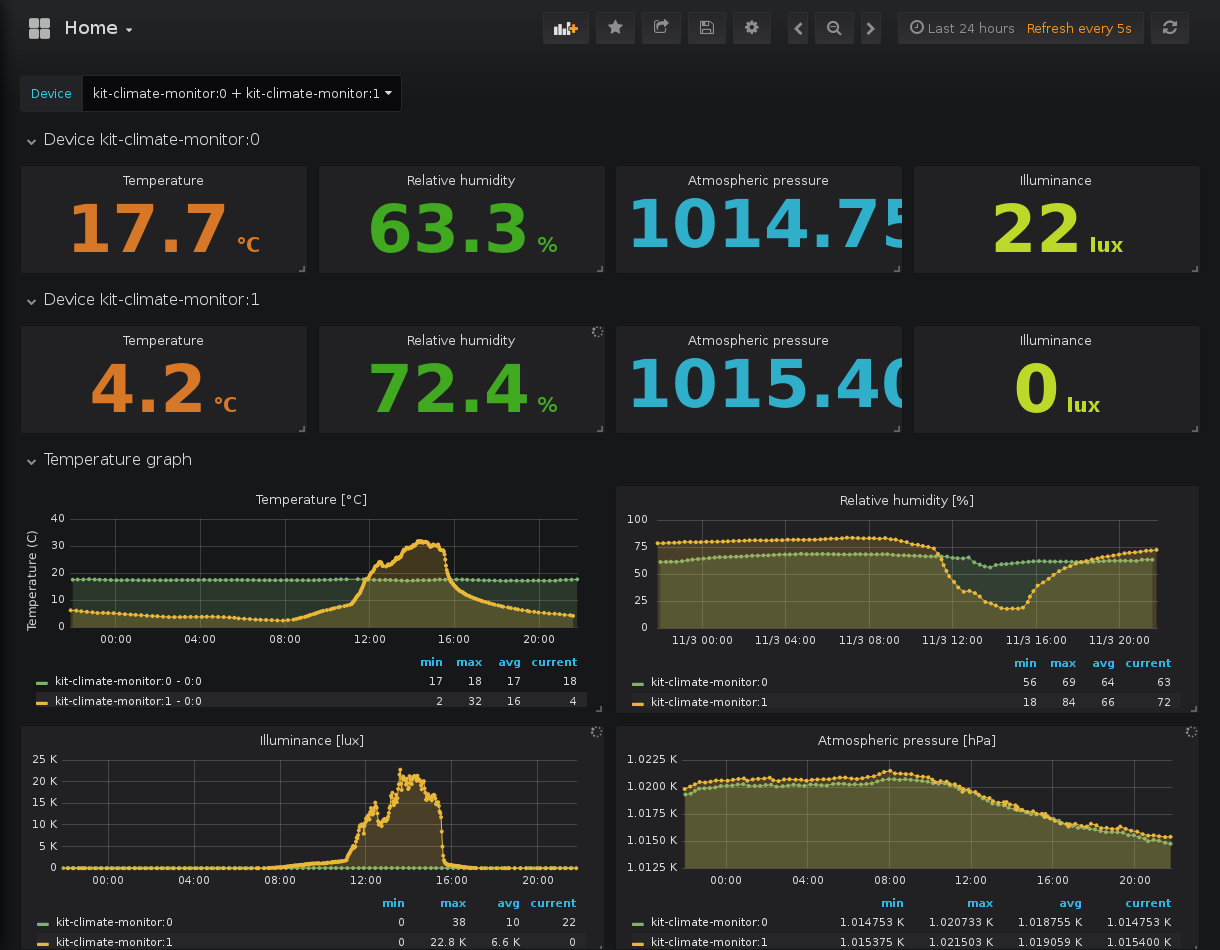 Home
Last 24 hours Refresh every 5s
Device kit-climate-monitor:0 + kit-climate-monitor:1
Device kit-climate-monitor:0
Temperature Relative humidity Atmospheric pressure Illuminance
17.7 °C 63.3 % 1014.75 22 lux
Device kit-climate-monitor:1
Temperature Relative humidity Atmospheric pressure Illuminance
4.2 °C 72.4 % 1015.40 0 lux
Temperature graph
Temperature [°C]
Temperature (C)
40
30
20
10
0
00:00 04:00 08:00 12:00 16:00 20:00
min max avg current
kit-climate-monitor:0 - 0:0 17 18 17 18
kit-climate-monitor:1 - 0:0 2 32 16 4
Relative humidity [%]
100
75
50
25
0
11/3 00:00 11/3 04:00 11/3 08:00 11/3 12:00 11/3 16:00 11/3 20:00
min max avg current
kit-climate-monitor:0 56 69 64 63
kit-climate-monitor:1 18 84 66 72
Illuminance [lux]
25 K
20 K
15 K
10 K
5 K
0
00:00 04:00 08:00 12:00 16:00 20:00
min max avg current
kit-climate-monitor:0 0 38 10 22
kit-climate-monitor:1 0 22.8 K 6.6 K 0
Atmospheric pressure [hPa]
1.0225 K
1.0200 K
1.0175 K
1.0150 K
1.0125 K
00:00 04:00 08:00 12:00 16:00 20:00
min max avg current
kit-climate-monitor:0 1.014753 K 1.020733 K 1.018755 K 1.014753 K
kit-climate-monitor:1 1.015375 K 1.021503 K 1.019059 K 1.015400 K